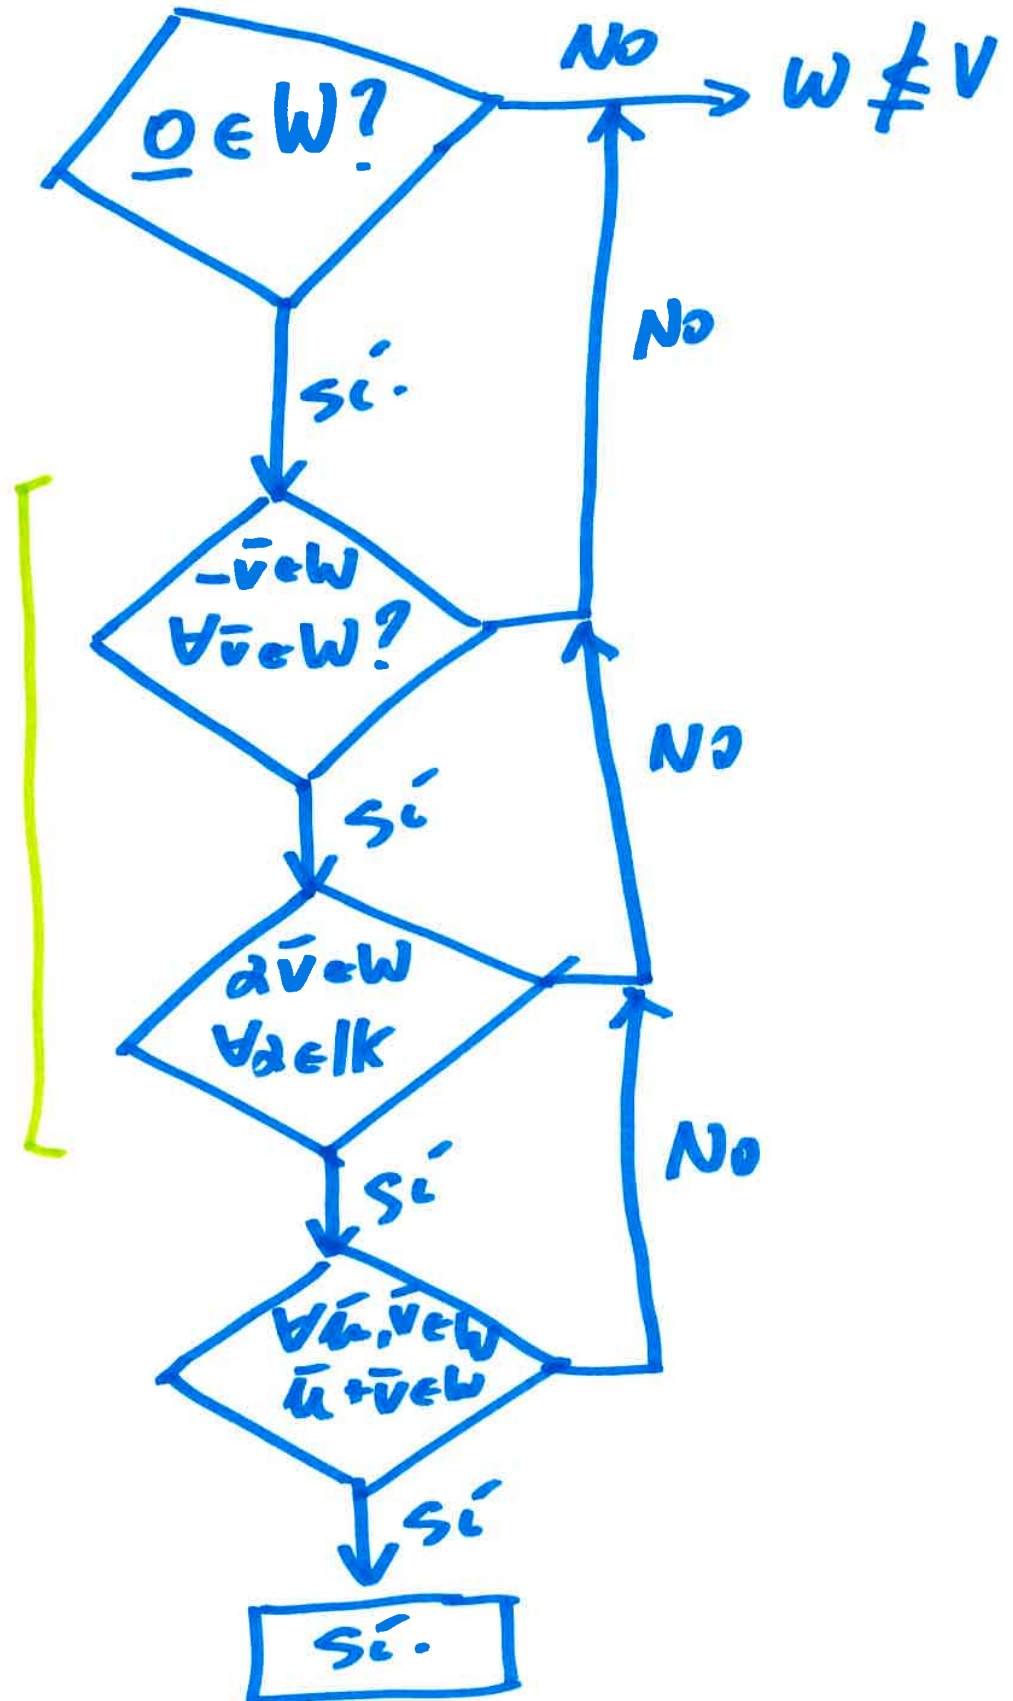 NO
W ≰ V
0 ∈ W?
NO
sí.
-v̄ ∈ W
∀v̄ ∈ W?
NO
sí
αv̄ ∈ W
∀α ∈ 𝕂
NO
sí
∀ū, v̄ ∈ W
ū + v̄ ∈ W
sí
sí.